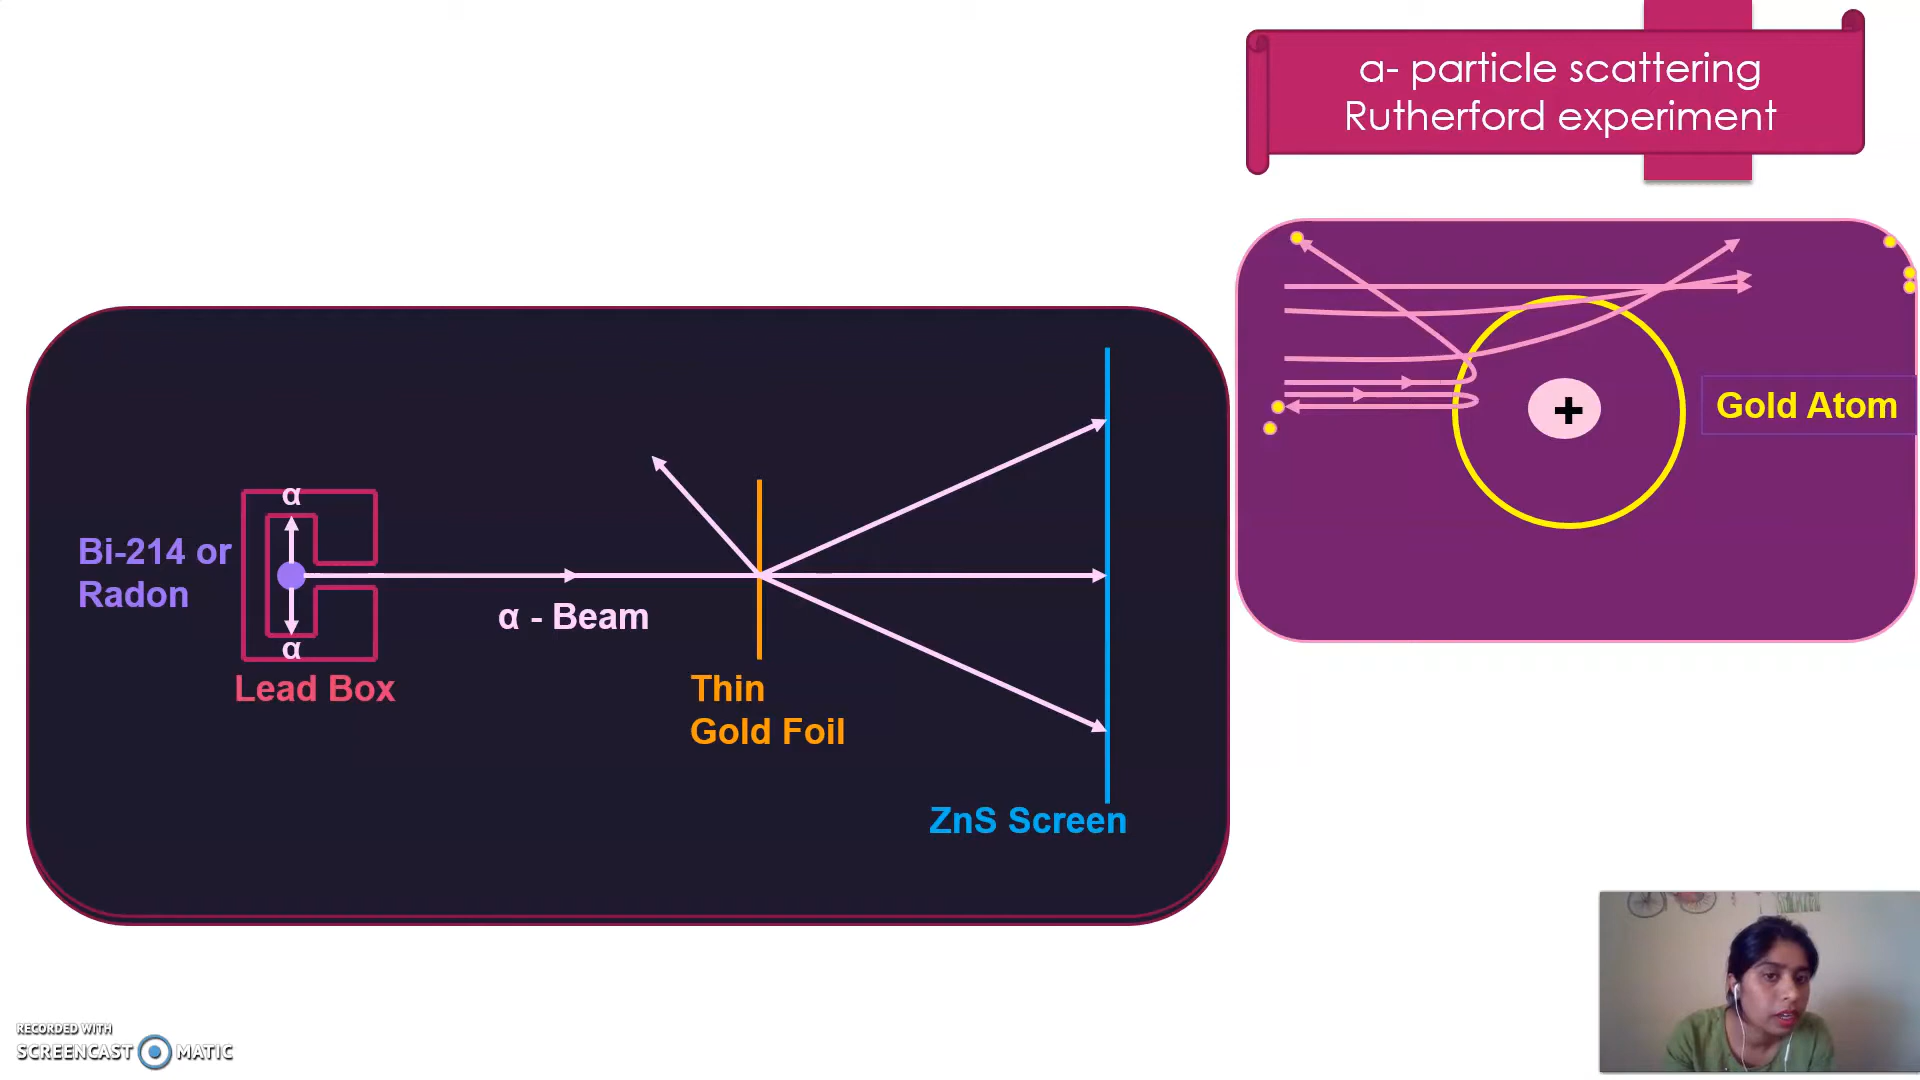 α- particle scattering
Rutherford experiment
α
Bi-214 or
Radon
α
Lead Box
α - Beam
Thin
Gold Foil
ZnS Screen
+
Gold Atom
RECORDED WITH
SCREENCAST MATIC